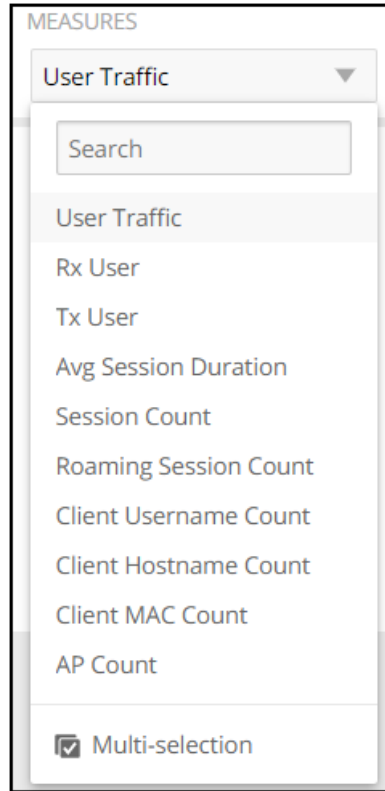 MEASURES
User Traffic
Search
User Traffic
Rx User
Tx User
Avg Session Duration
Session Count
Roaming Session Count
Client Username Count
Client Hostname Count
Client MAC Count
AP Count
Multi-selection